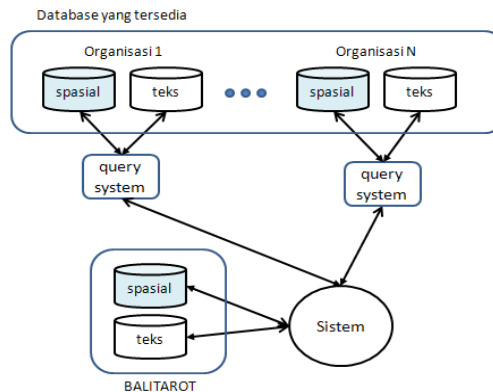 Database yang tersedia
Organisasi 1
Organisasi N
spasial
teks
spasial
teks
query
system
query
system
spasial
teks
Sistem
BALITAROT